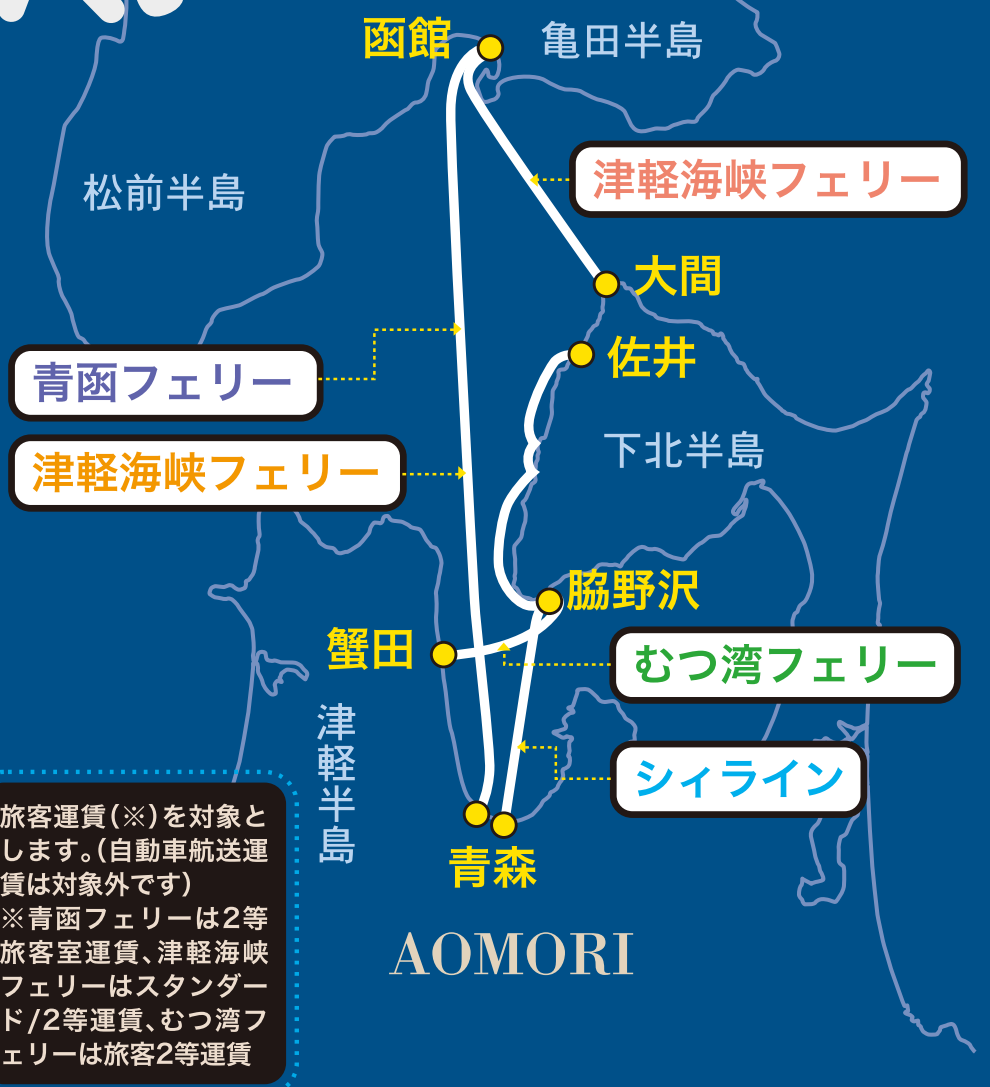 函館
亀田半島
松前半島
津軽海峡フェリー
大間
佐井
青函フェリー
津軽海峡フェリー
下北半島
脇野沢
蟹田
むつ湾フェリー
津軽半島
シィライン
青森
AOMORI
旅客運賃(※)を対象と
します。(自動車航送運
賃は対象外です)
※青函フェリーは2等
旅客室運賃、津軽海峡
フェリーはスタンダー
ド/2等運賃、むつ湾フ
ェリーは旅客2等運賃